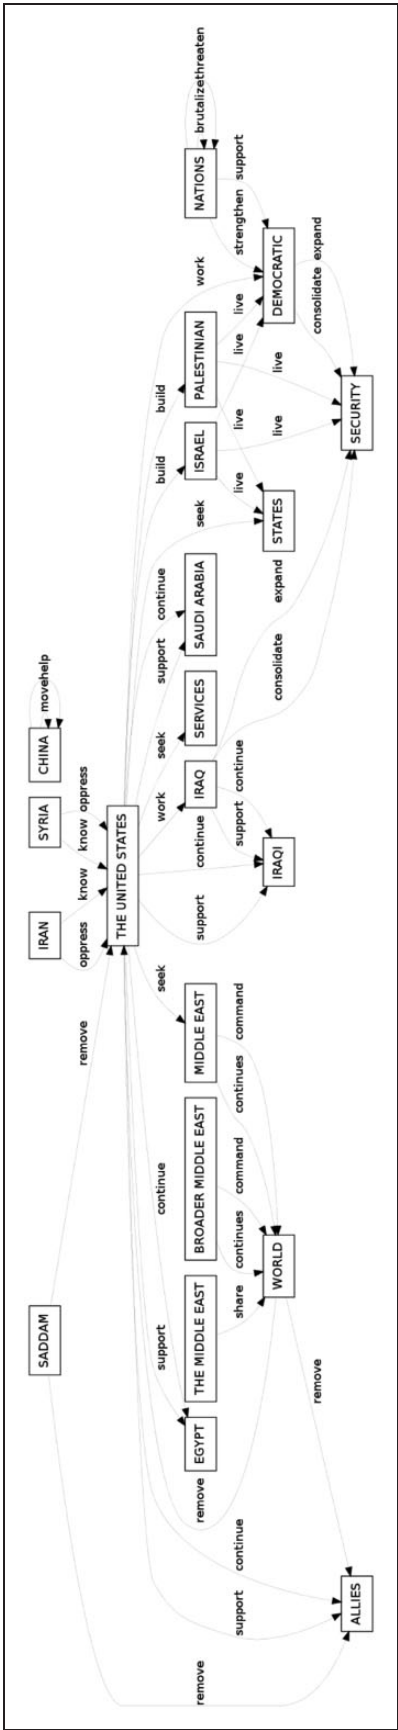 SADDAM
IRAN
SYRIA
CHINA
movehelp
remove
oppress
know
know
oppress
THE UNITED STATES
support
continue
seek
work
seek
support
continue
build
build
remove
remove
EGYPT
THE MIDDLE EAST
BROADER MIDDLE EAST
MIDDLE EAST
support
continue
IRAQ
SERVICES
SAUDI ARABIA
seek
ISRAEL
PALESTINIAN
work
NATIONS
brutalizethreaten
support
continue
share
continues
command
continues
command
support
continue
live
live
live
live
strengthen
support
WORLD
IRAQI
consolidate
expand
STATES
live
live
DEMOCRATIC
remove
consolidate
expand
ALLIES
SECURITY